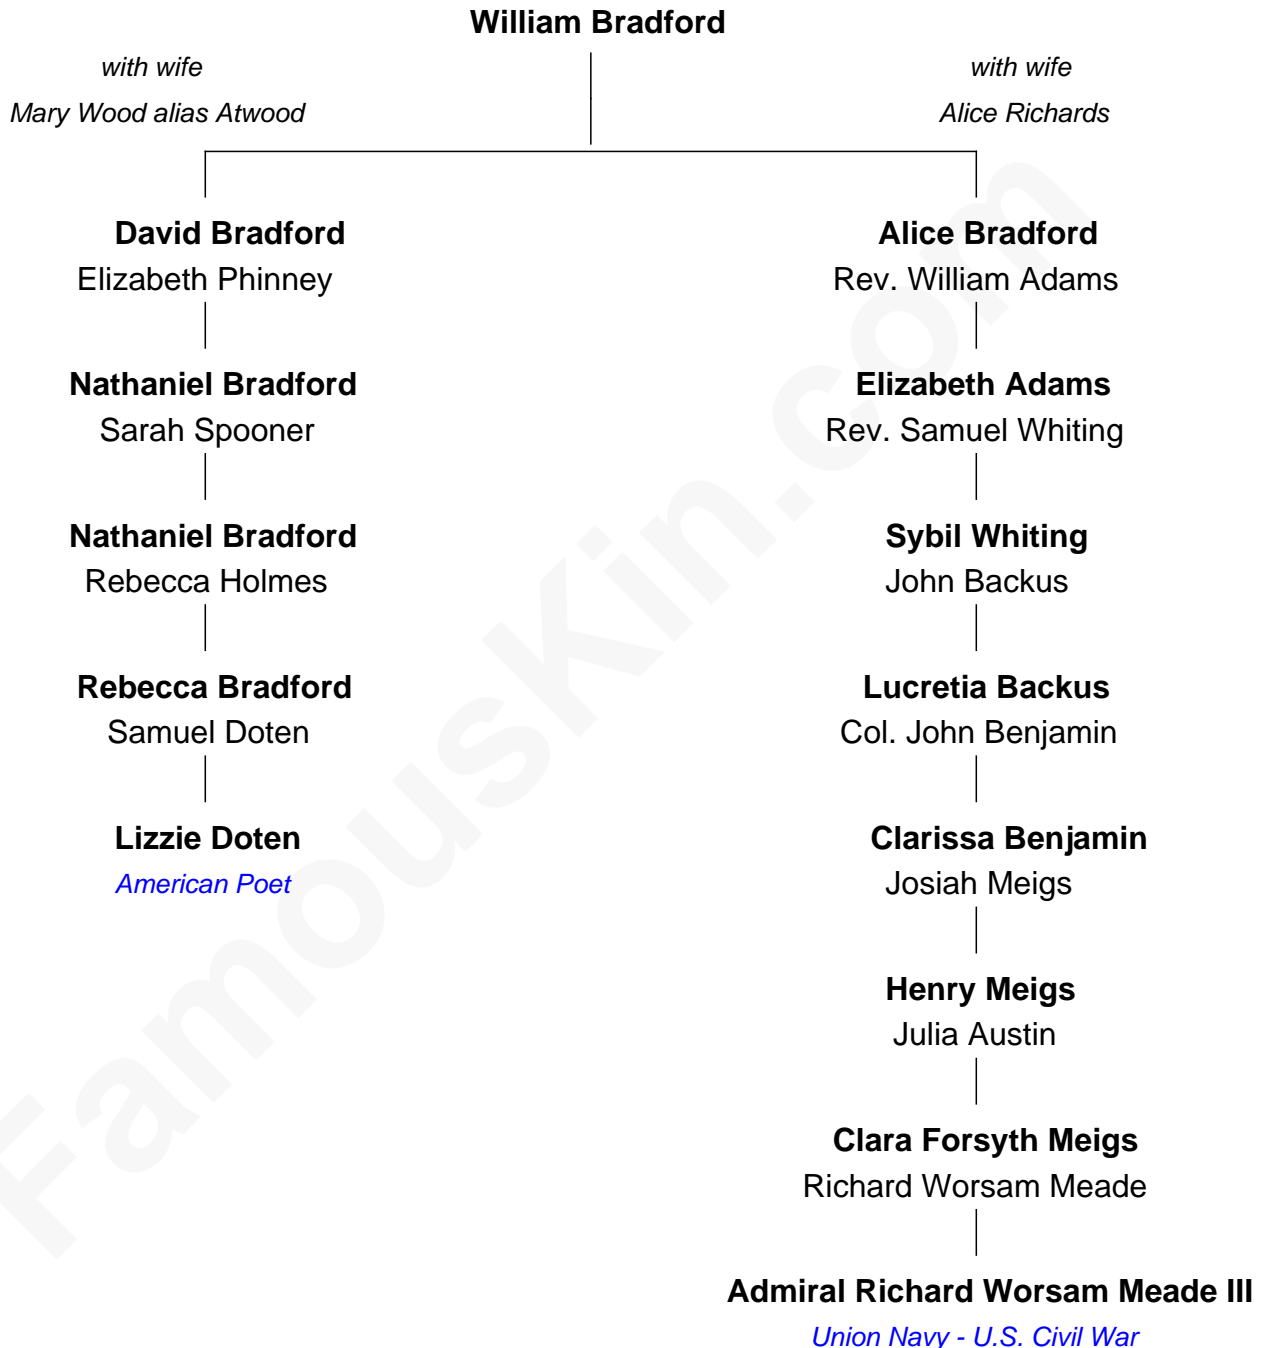 William Bradford
with wife
Mary Wood alias Atwood
with wife
Alice Richards
David Bradford
Elizabeth Phinney
Nathaniel Bradford
Sarah Spooner
Nathaniel Bradford
Rebecca Holmes
Rebecca Bradford
Samuel Doten
Lizzie Doten
American Poet
Alice Bradford
Rev. William Adams
Elizabeth Adams
Rev. Samuel Whiting
Sybil Whiting
John Backus
Lucretia Backus
Col. John Benjamin
Clarissa Benjamin
Josiah Meigs
Henry Meigs
Julia Austin
Clara Forsyth Meigs
Richard Worsam Meade
Admiral Richard Worsam Meade III
Union Navy - U.S. Civil War
FamousKin.com